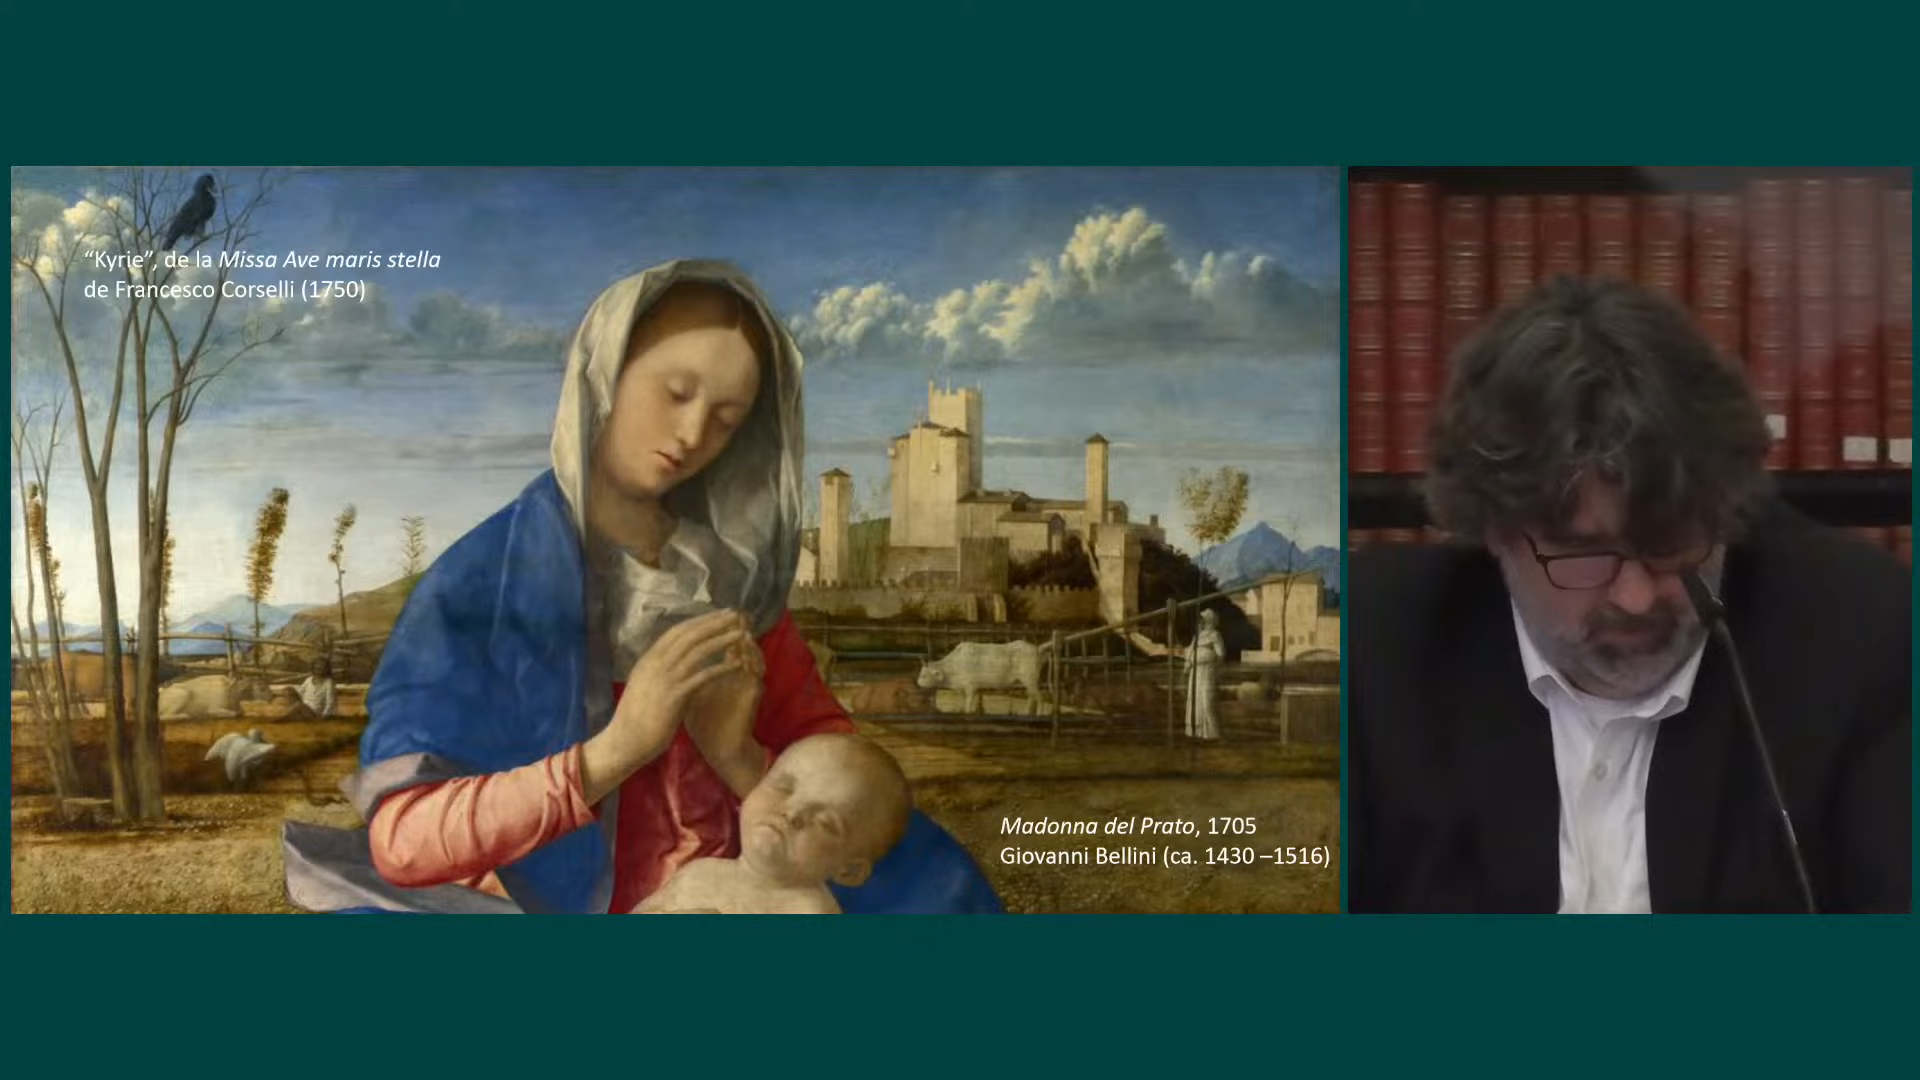 “Kyrie”, de la Missa Ave maris stella
de Francesco Corselli (1750)
Madonna del Prato, 1705
Giovanni Bellini (ca. 1430 –1516)